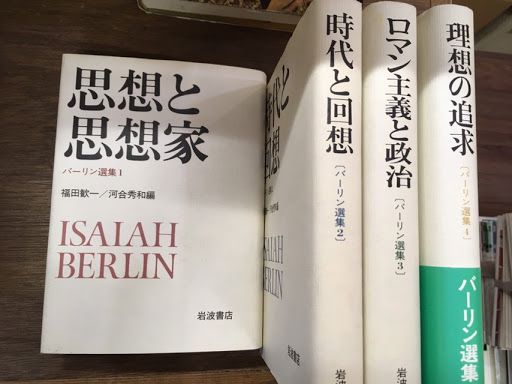 思想と
思想家
バーリン選集1
福田歓一/河合秀和編
ISAIAH
BERLIN
岩波書店
時代と回想
[バーリン選集2]
岩
ロマン主義と政治
[バーリン選集3]
岩波
理想の追求
[バーリン選集4]
バーリン選集